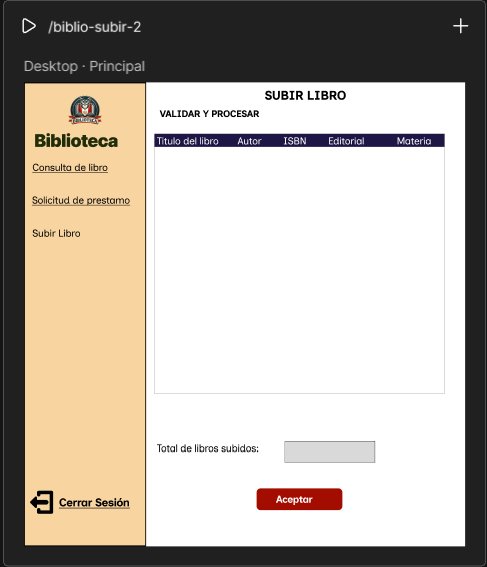 /biblio-subir-2
Desktop · Principal
BIBLIOTECA
Biblioteca
Consulta de libro
Solicitud de prestamo
Subir Libro
Cerrar Sesión
SUBIR LIBRO
VALIDAR Y PROCESAR
Titulo del libro Autor ISBN Editorial Materia
Total de libros subidos:
Aceptar